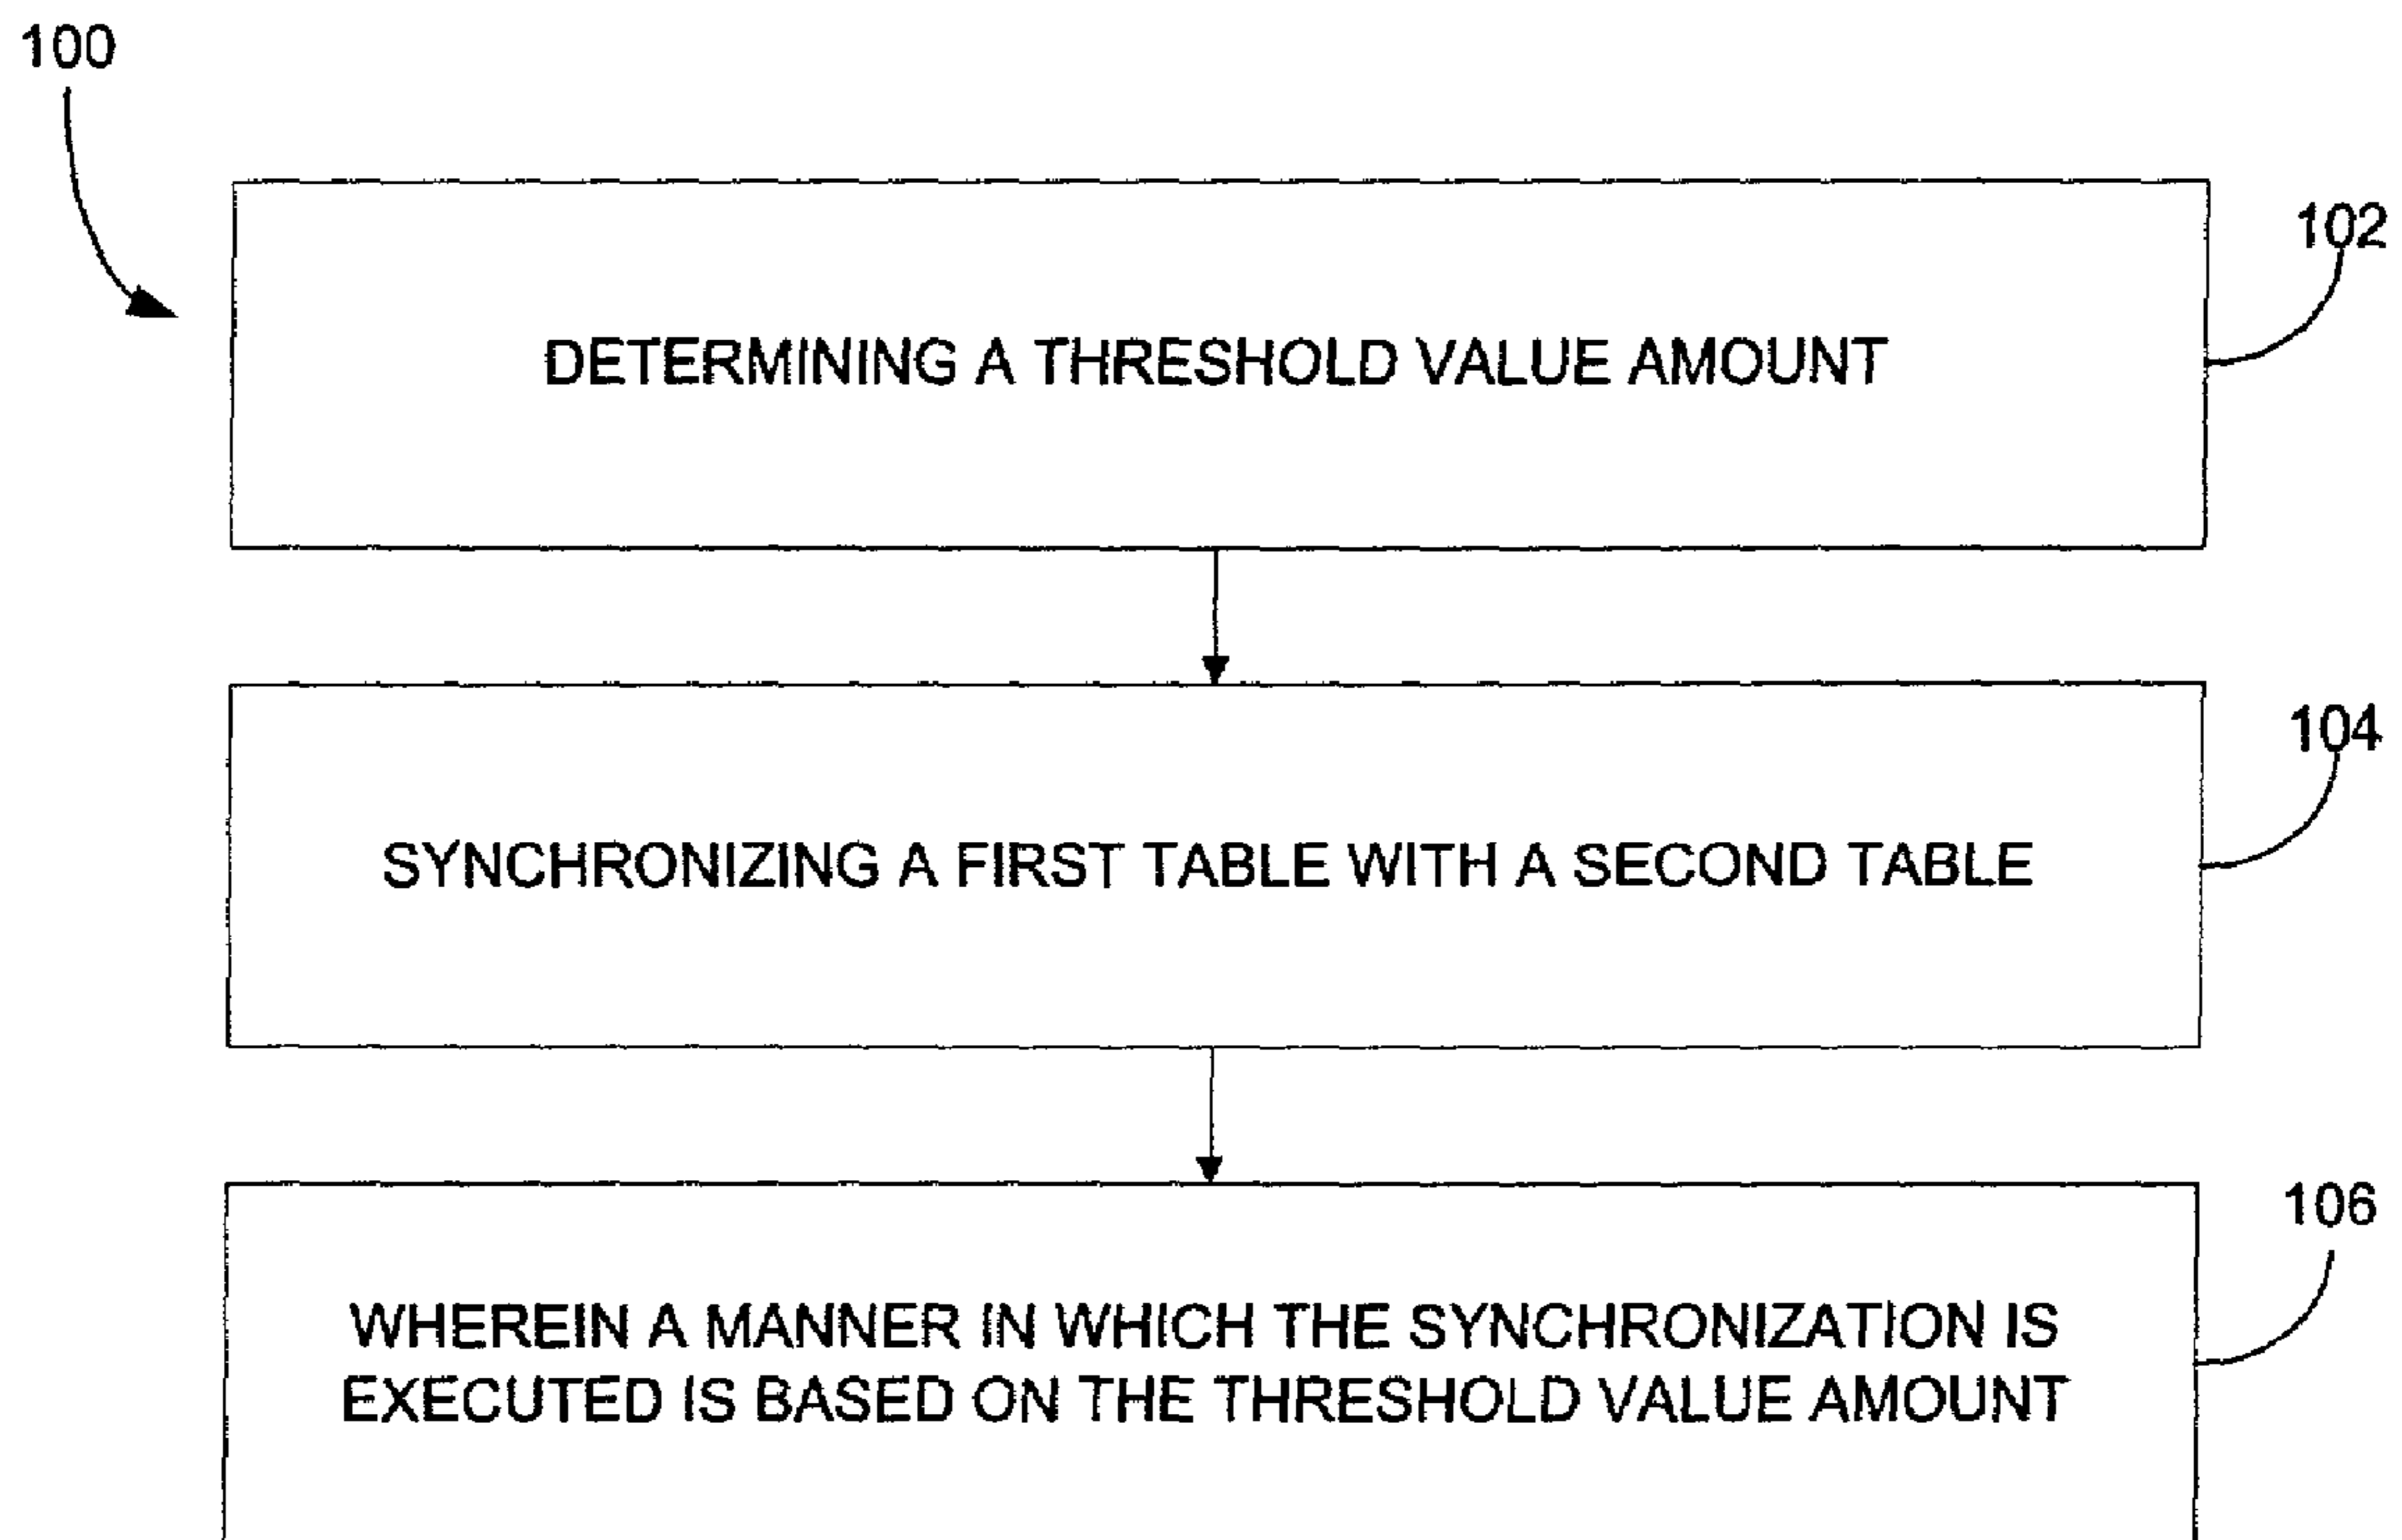 100
102
DETERMINING A THRESHOLD VALUE AMOUNT
104
SYNCHRONIZING A FIRST TABLE WITH A SECOND TABLE
106
WHEREIN A MANNER IN WHICH THE SYNCHRONIZATION IS
EXECUTED IS BASED ON THE THRESHOLD VALUE AMOUNT